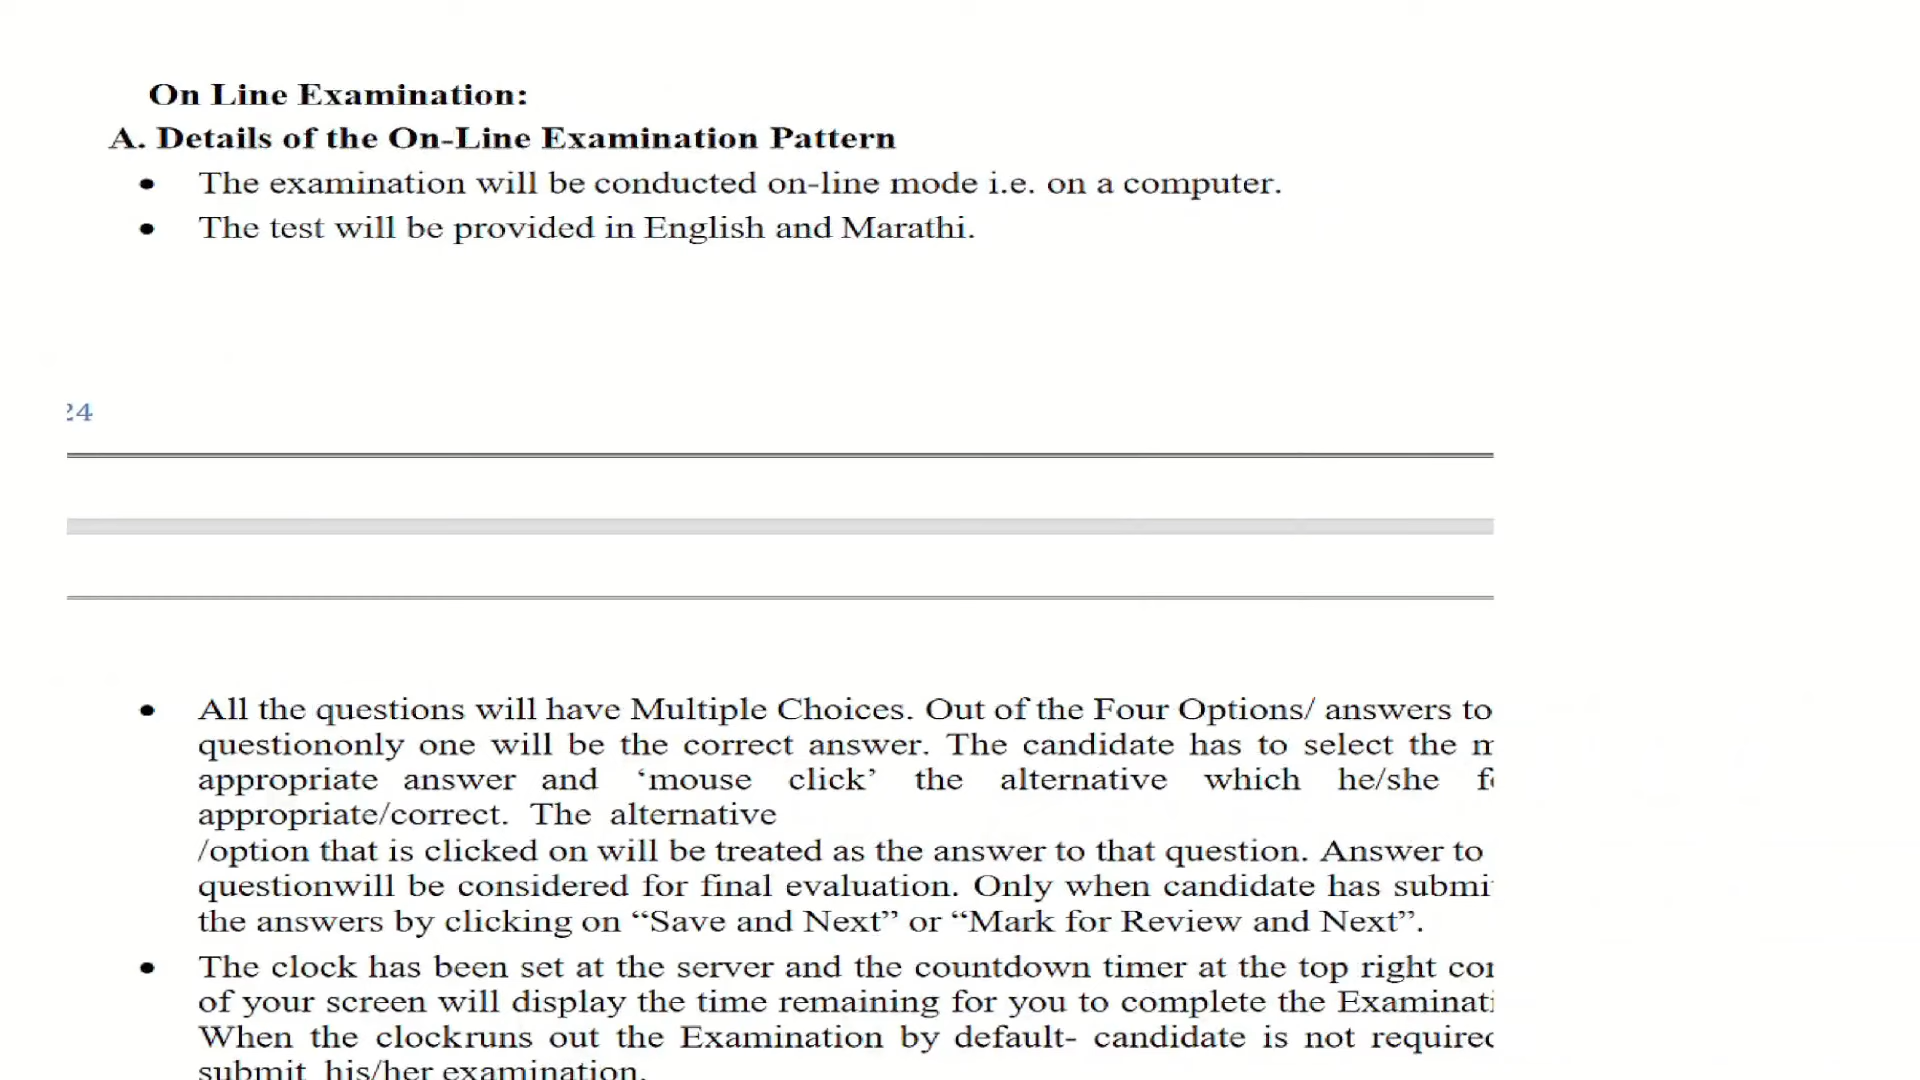 On Line Examination:
A. Details of the On-Line Examination Pattern
• The examination will be conducted on-line mode i.e. on a computer.
• The test will be provided in English and Marathi.
24
• All the questions will have Multiple Choices. Out of the Four Options/ answers to
questiononly one will be the correct answer. The candidate has to select the
appropriate answer and ‘mouse click’ the alternative which he/she
appropriate/correct. The alternative
/option that is clicked on will be treated as the answer to that question. Answer to
questionwill be considered for final evaluation. Only when candidate has submi
the answers by clicking on “Save and Next” or “Mark for Review and Next”.
• The clock has been set at the server and the countdown timer at the top right
of your screen will display the time remaining for you to complete the Examinati
When the clockruns out the Examination by default- candidate is not required
submit his/her examination.